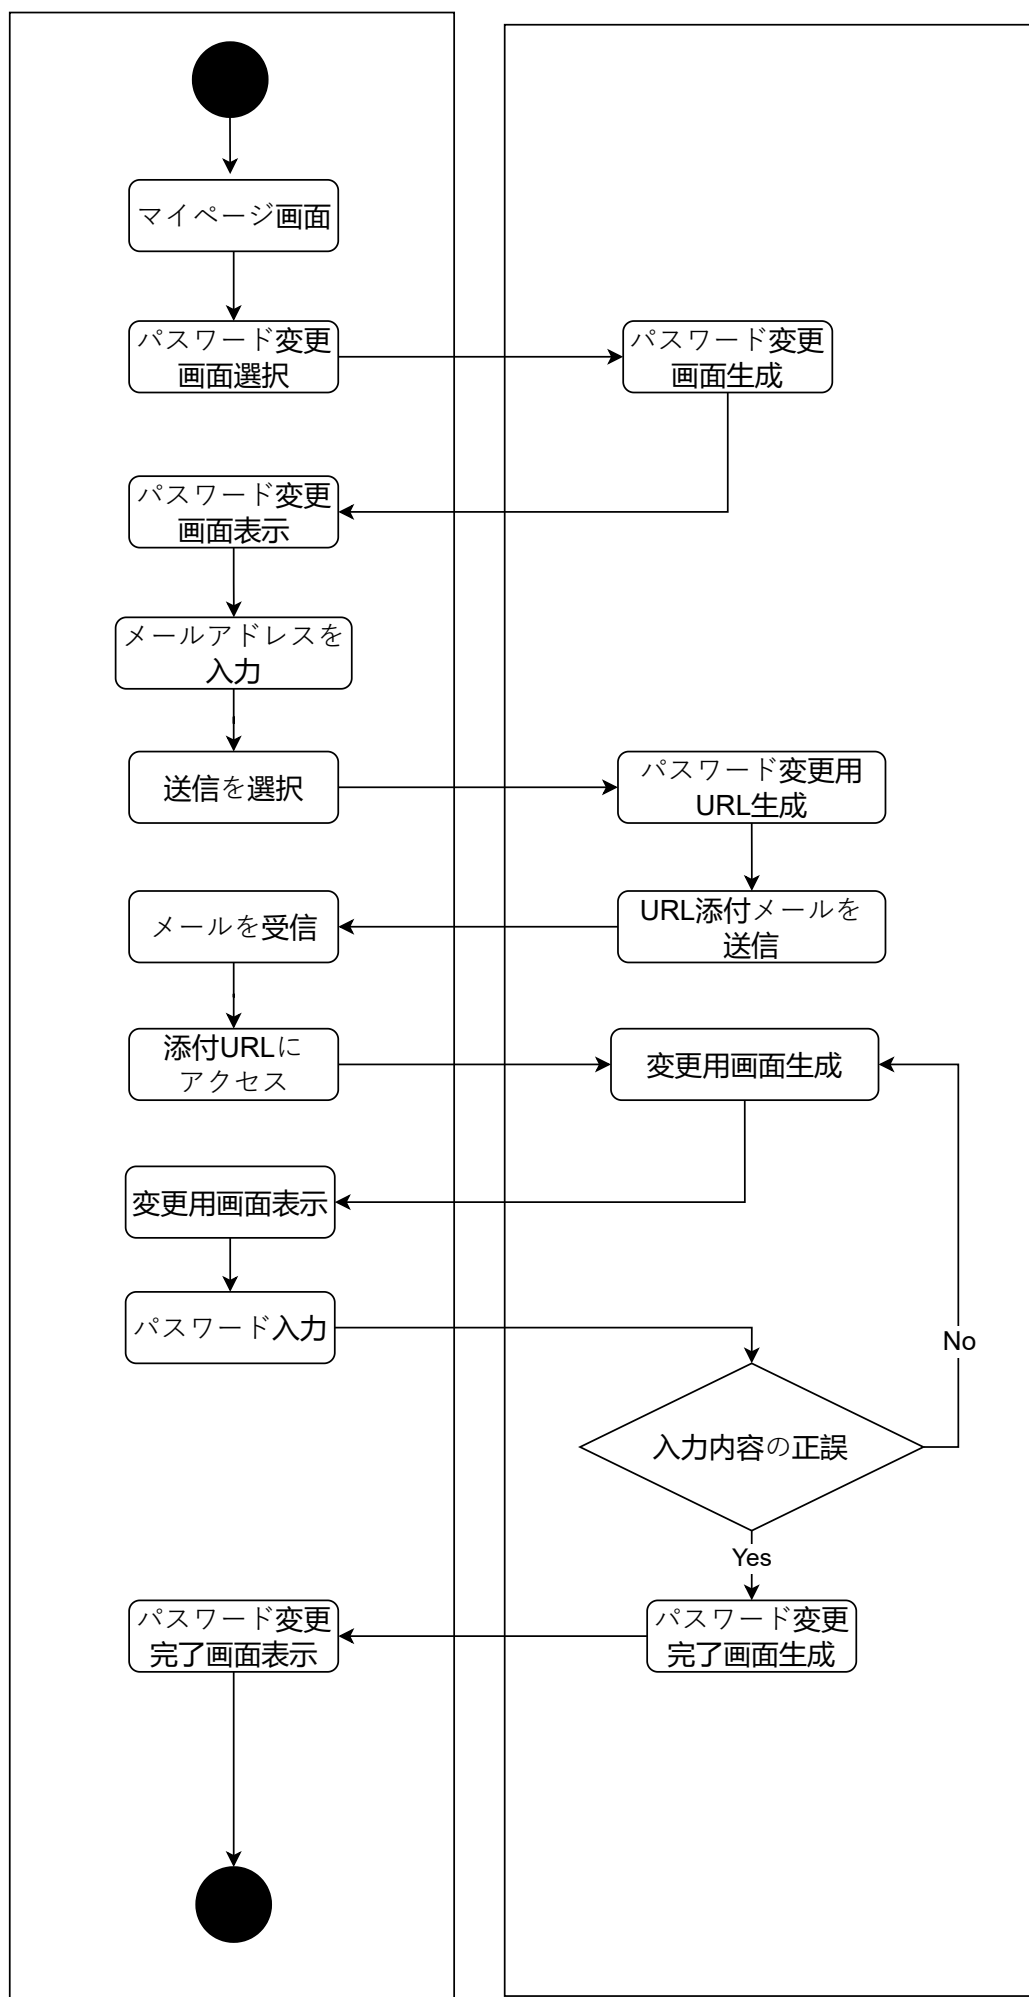 マイページ画面
パスワード変更
画面選択
パスワード変更
画面生成
パスワード変更
画面表示
メールアドレスを
入力
送信を選択
パスワード変更用
URL生成
メールを受信
URL添付メールを
送信
添付URLに
アクセス
変更用画面生成
変更用画面表示
パスワード入力
No
入力内容の正誤
Yes
パスワード変更
完了画面表示
パスワード変更
完了画面生成